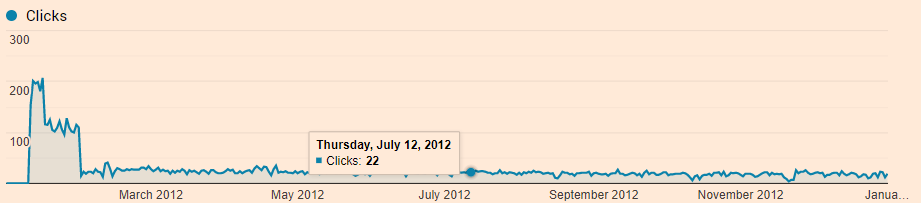 Clicks
300
200
100
Thursday, July 12, 2012
Clicks: 22
March 2012
May 2012
July 2012
September 2012
November 2012
Janua...